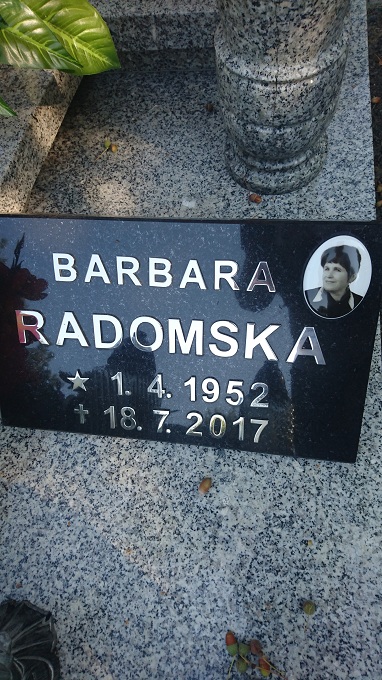 BARBARA
RADOMSKA
★ 1. 4. 1952
✝ 18. 7. 2017